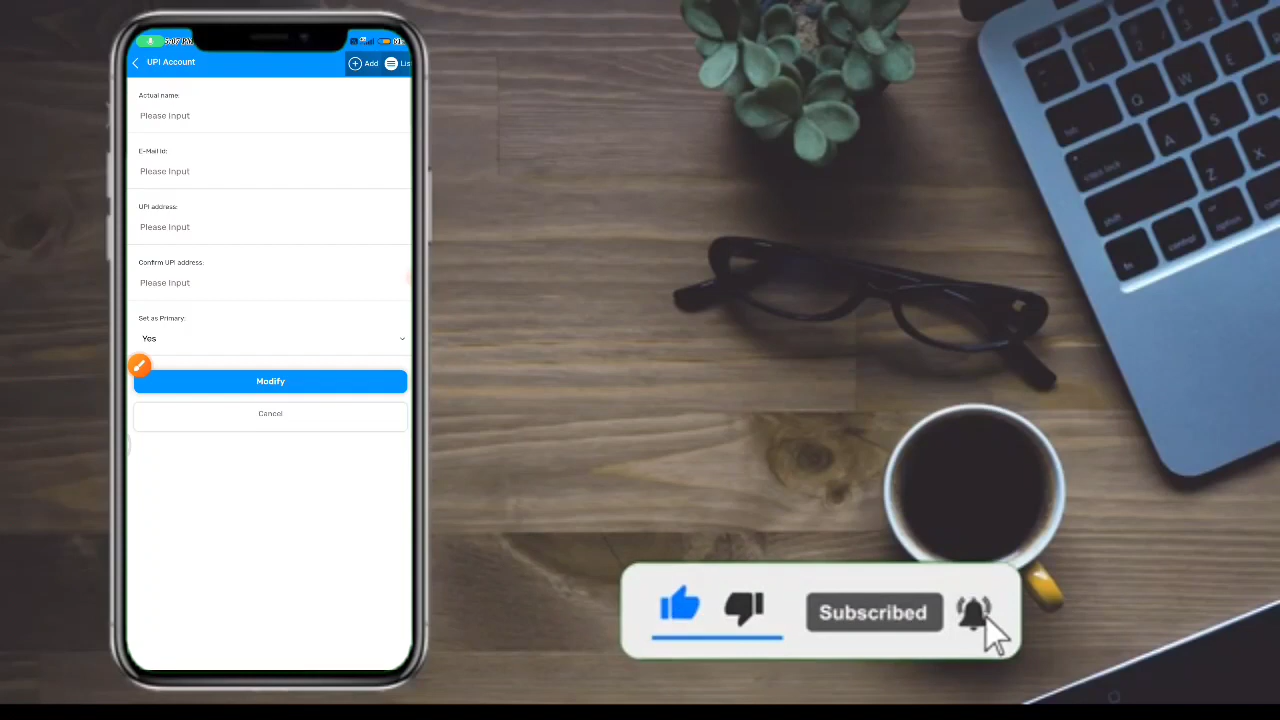 UPI Account
Add
Lis
Actual name:
Please Input
E-Mail Id:
Please Input
UPI address:
Please Input
Confirm UPI address:
Please Input
Set as Primary:
Yes
Modify
Cancel
Subscribed